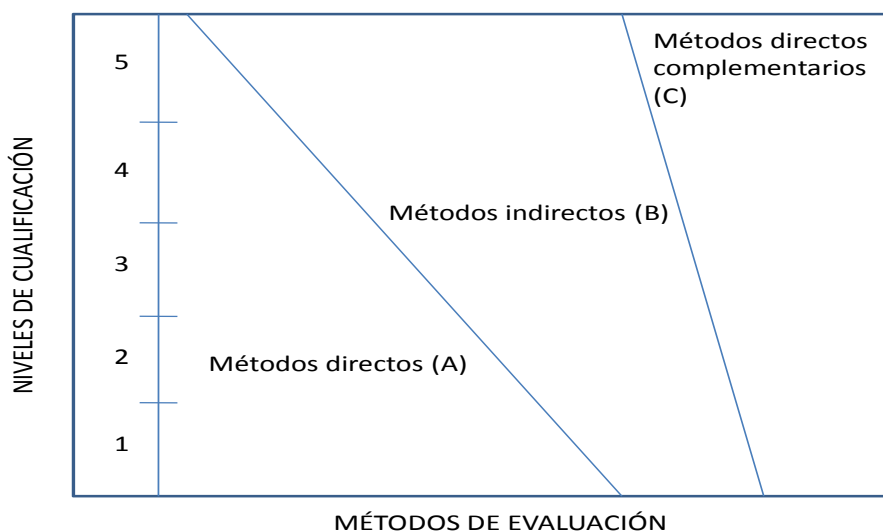 Métodos directos
complementarios
(C)
5
4
Métodos indirectos (B)
3
Métodos directos (A)
2
1
NIVELES DE CUALIFICACIÓN
MÉTODOS DE EVALUACIÓN